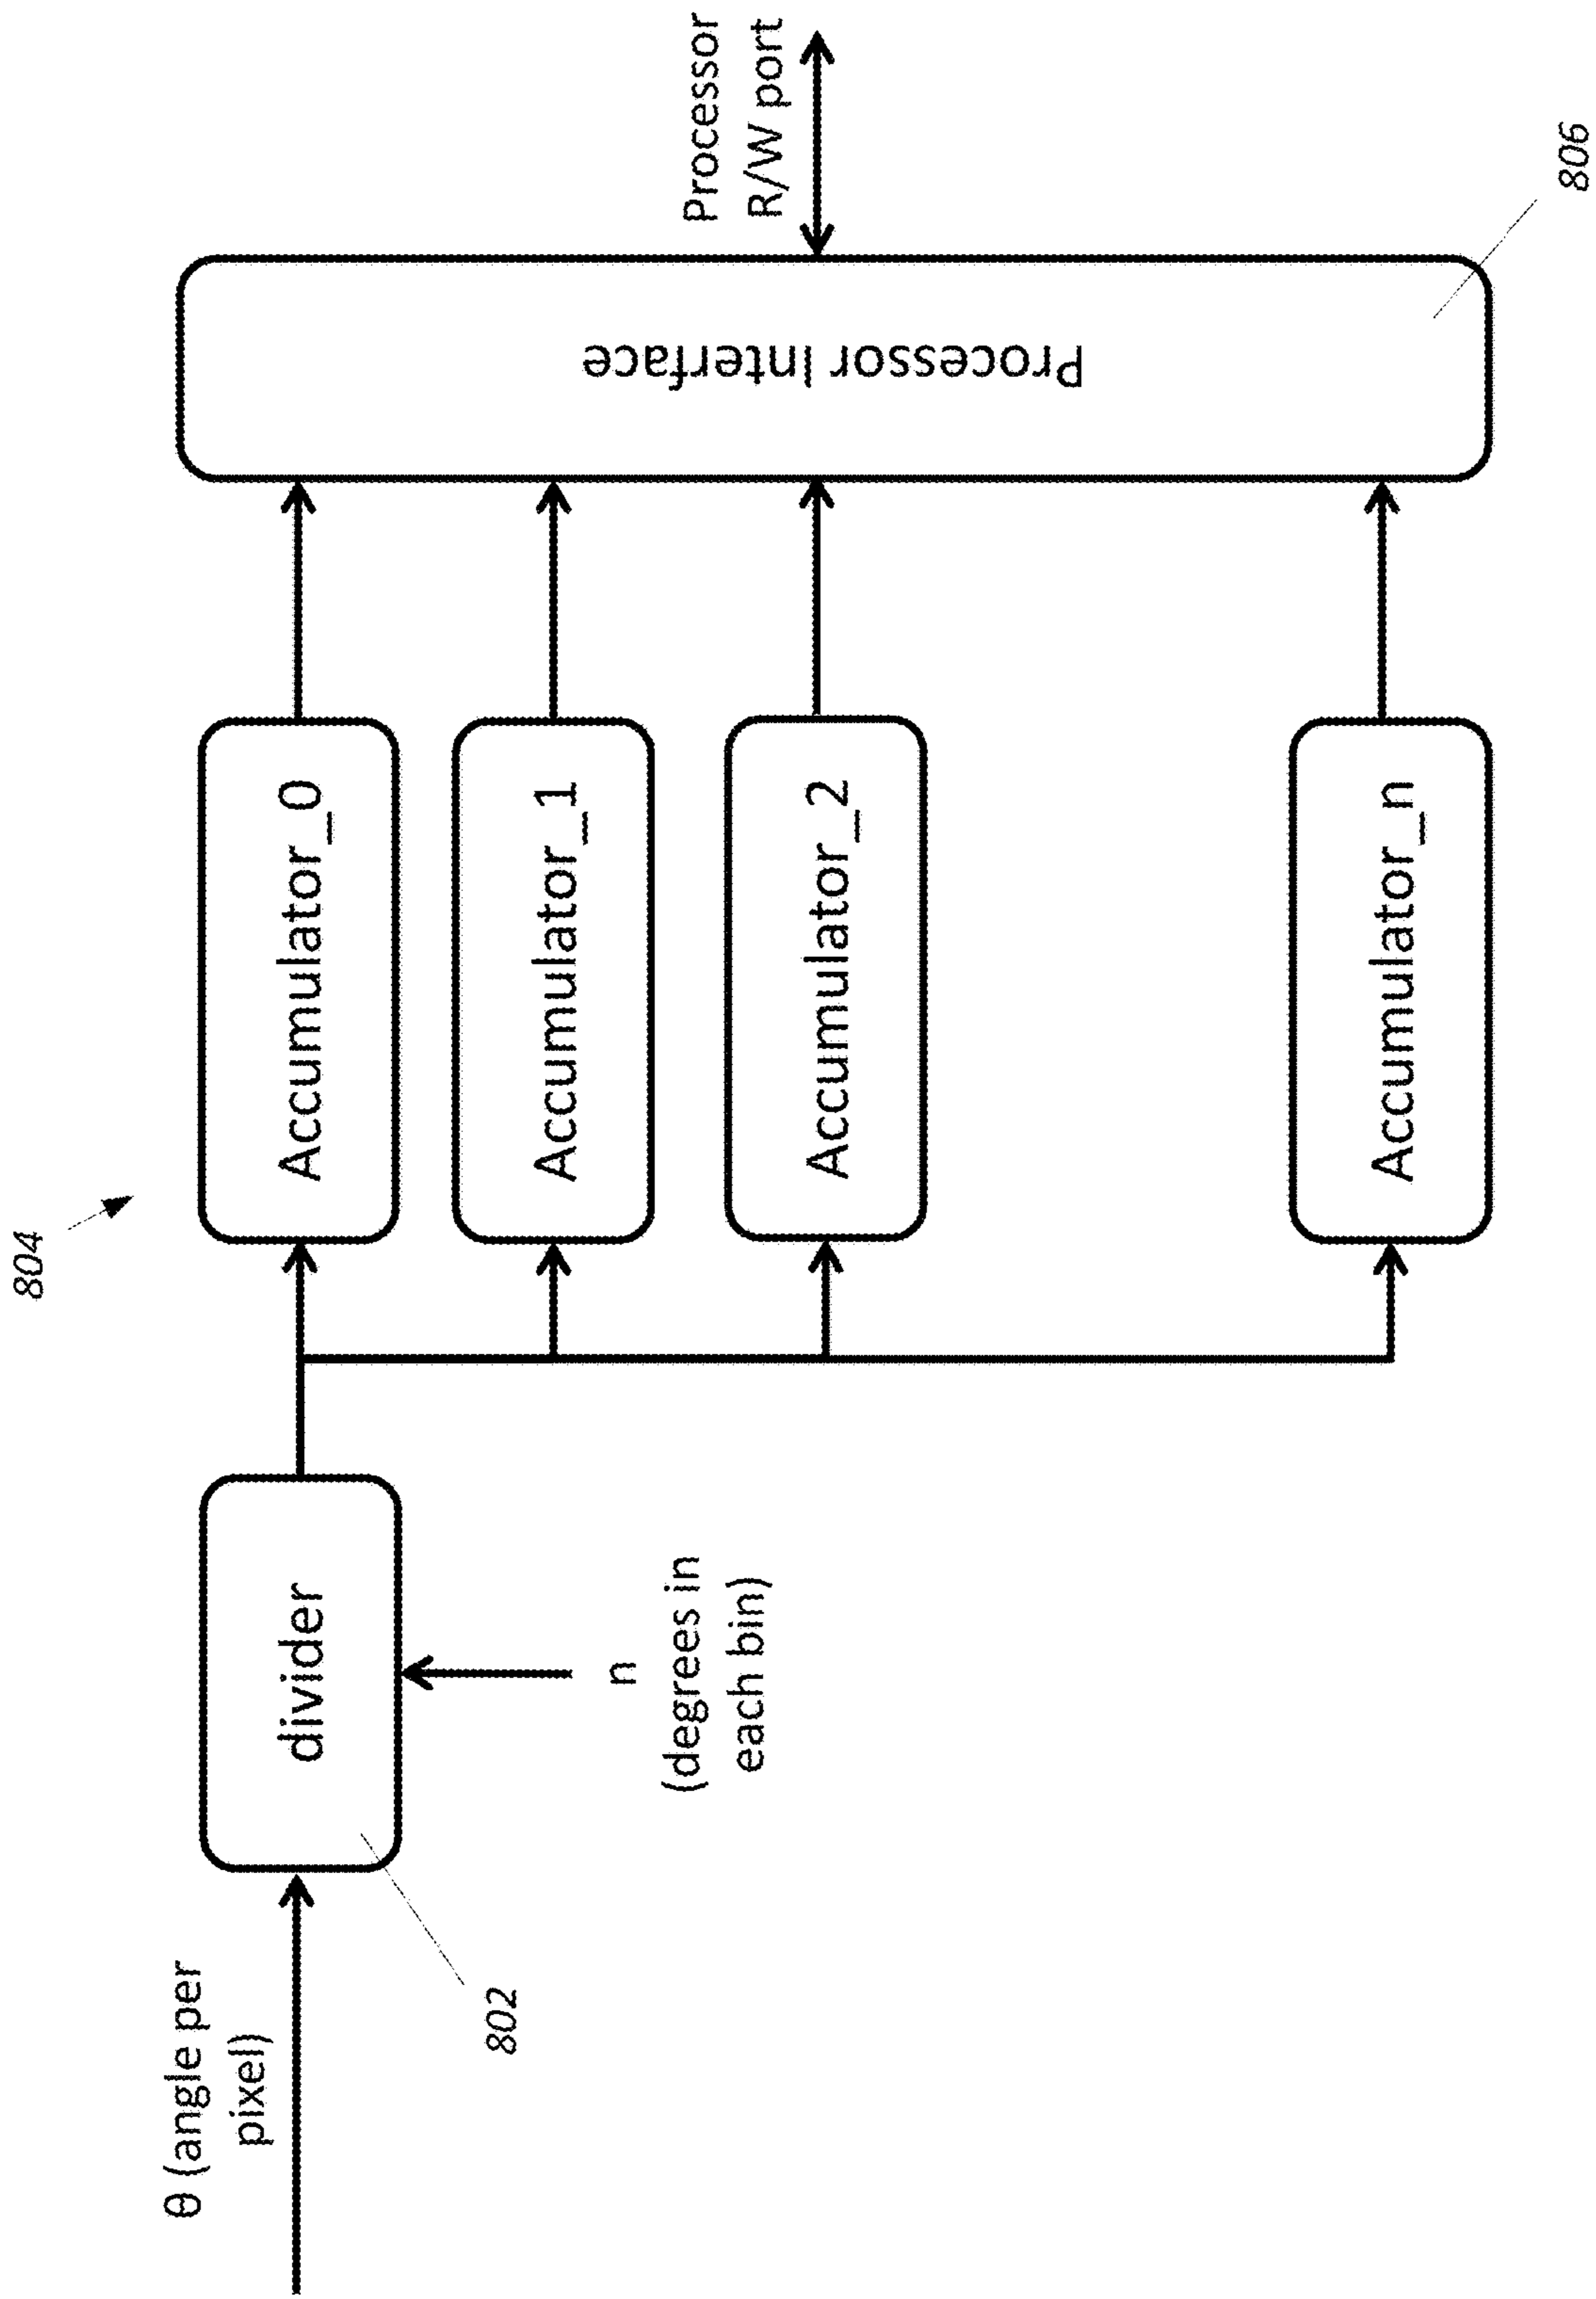 θ (angle per
pixel)
802
divider
n
(degrees in
each bin)
804
Accumulator_0
Accumulator_1
Accumulator_2
Accumulator_n
Processor Interface
806
Processor
R/W port